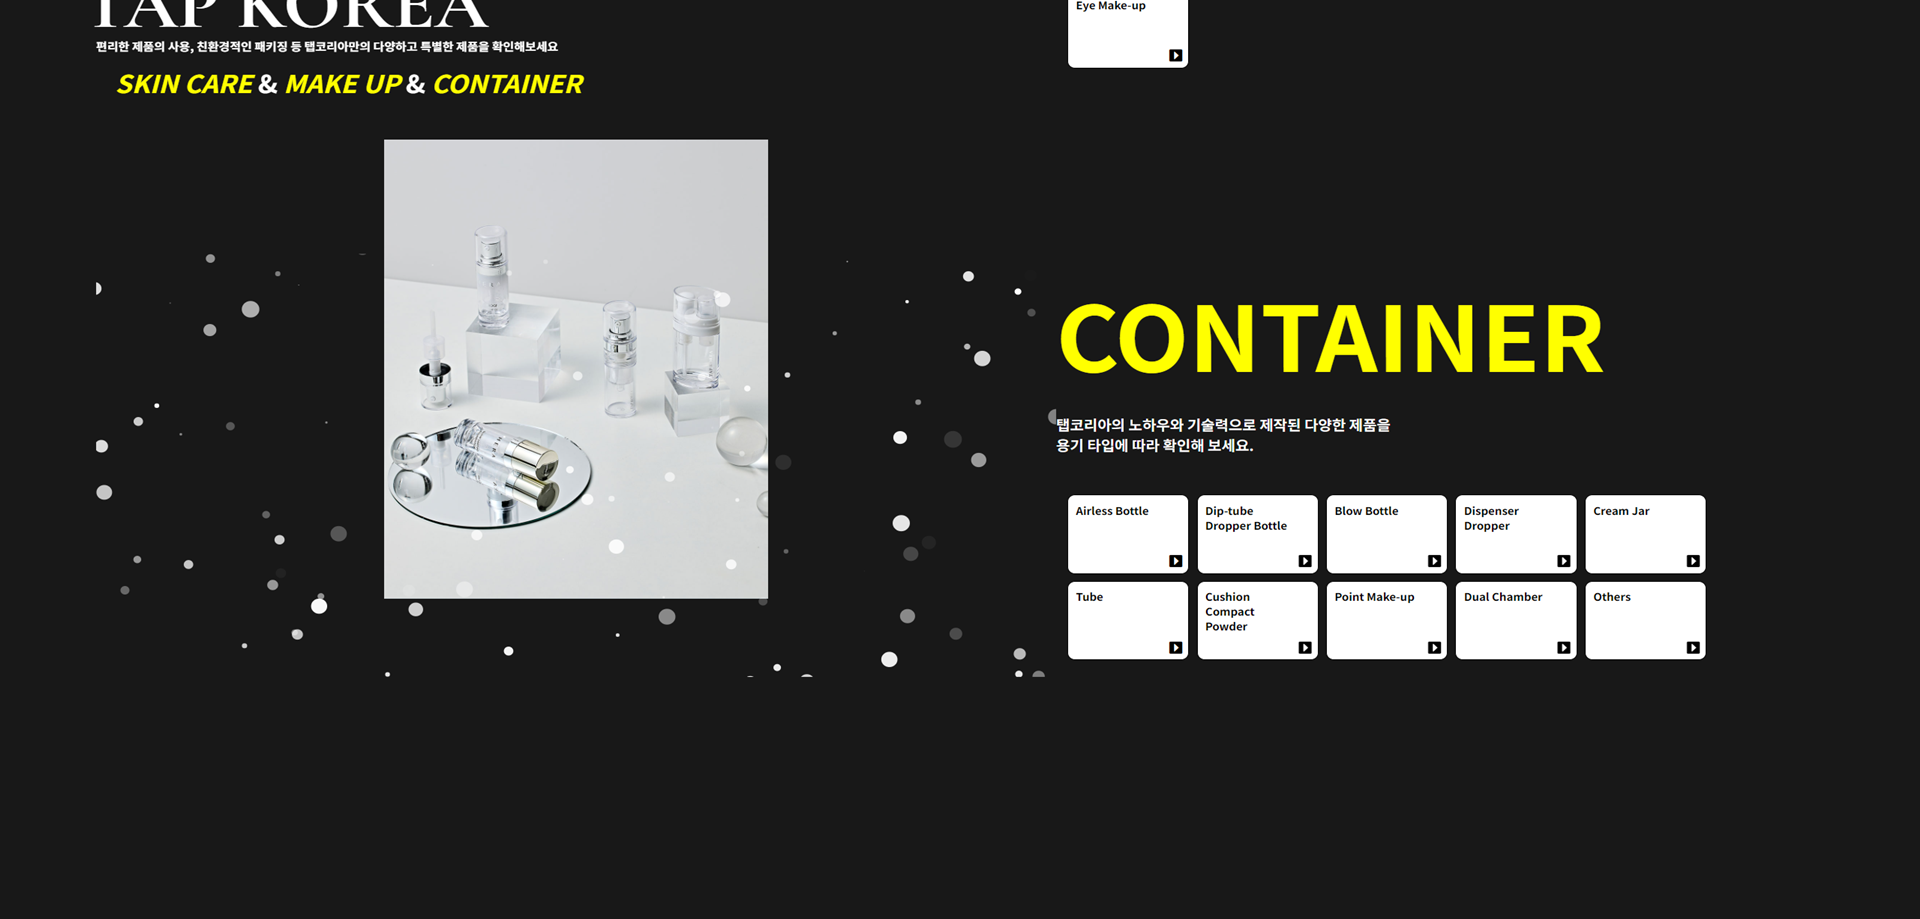 TAP KOREA
편리한 제품의 사용, 친환경적인 패키징 등 탭코리아만의 다양하고 특별한 제품을 확인해보세요
SKIN CARE & MAKE UP & CONTAINER
Eye Make-up
CONTAINER
탭코리아의 노하우와 기술력으로 제작된 다양한 제품을
용기 타입에 따라 확인해 보세요.
Airless Bottle
Dip-tube
Dropper Bottle
Blow Bottle
Dispenser
Dropper
Cream Jar
Tube
Cushion
Compact
Powder
Point Make-up
Dual Chamber
Others